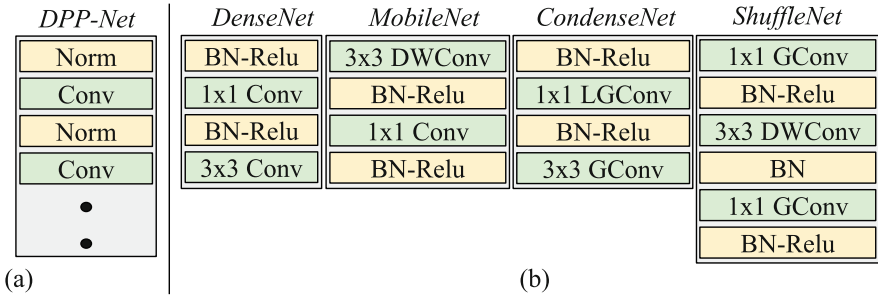 DPP-Net
Norm
Conv
Norm
Conv
(a)
DenseNet
BN-Relu
1x1 Conv
BN-Relu
3x3 Conv
MobileNet
3x3 DWConv
BN-Relu
1x1 Conv
BN-Relu
CondenseNet
BN-Relu
1x1 LGConv
BN-Relu
3x3 GConv
ShuffleNet
1x1 GConv
BN-Relu
3x3 DWConv
BN
1x1 GConv
BN-Relu
(b)